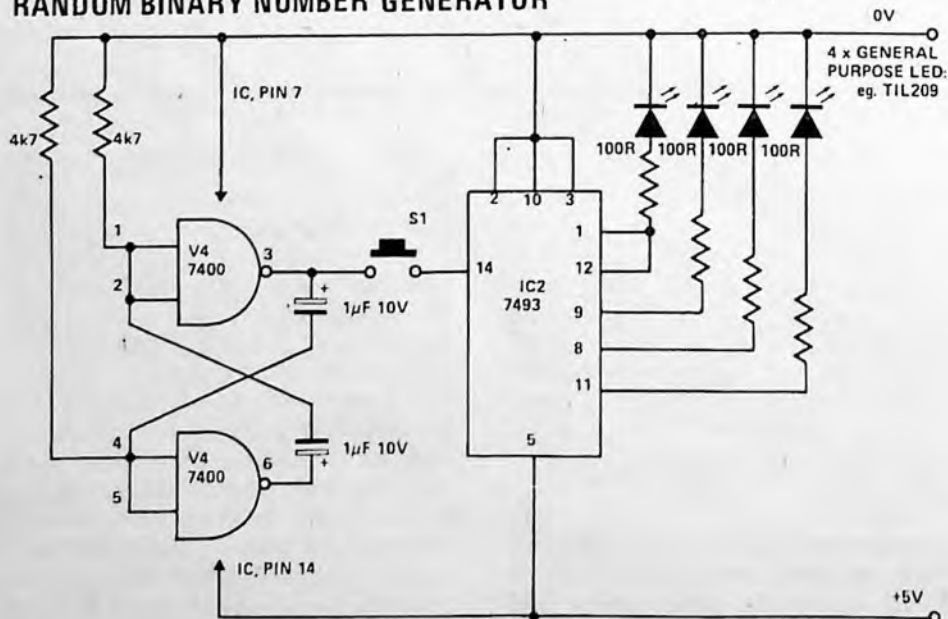 RANDOM BINARY NUMBER GENERATOR
0V
4 x GENERAL
PURPOSE LED:
eg. TIL209
IC, PIN 7
4k7
4k7
100R
100R
100R
100R
2
10
3
1
V4
7400
3
S1
1
2
14
IC2
7493
12
1µF 10V
+
9
8
11
4
V4
7400
6
1µF 10V
+
5
5
IC, PIN 14
+5V